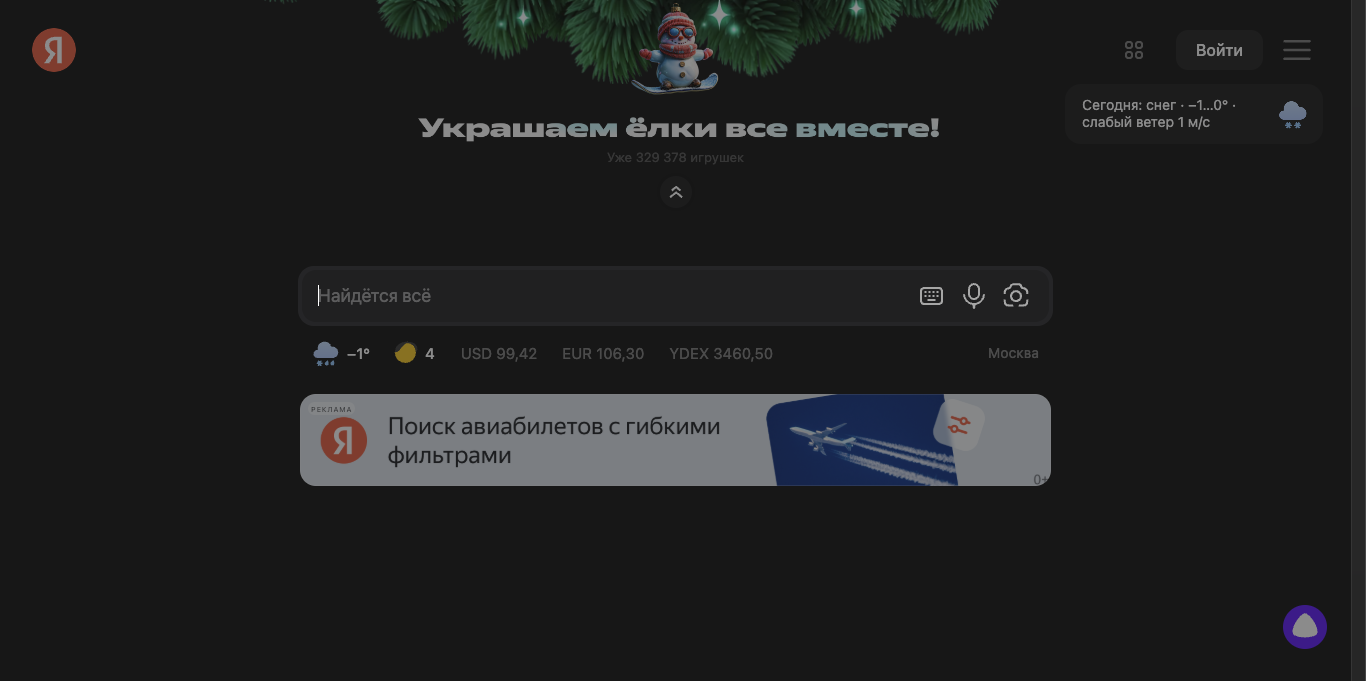 Я
Войти
Украшаем ёлки все вместе!
Уже 329 378 игрушек
Сегодня: снег · −1...0° ·
слабый ветер 1 м/с
Найдётся всё
−1° 4 USD 99,42 EUR 106,30 YDEX 3460,50 Москва
РЕКЛАМА
Я
Поиск авиабилетов с гибкими
фильтрами
0+